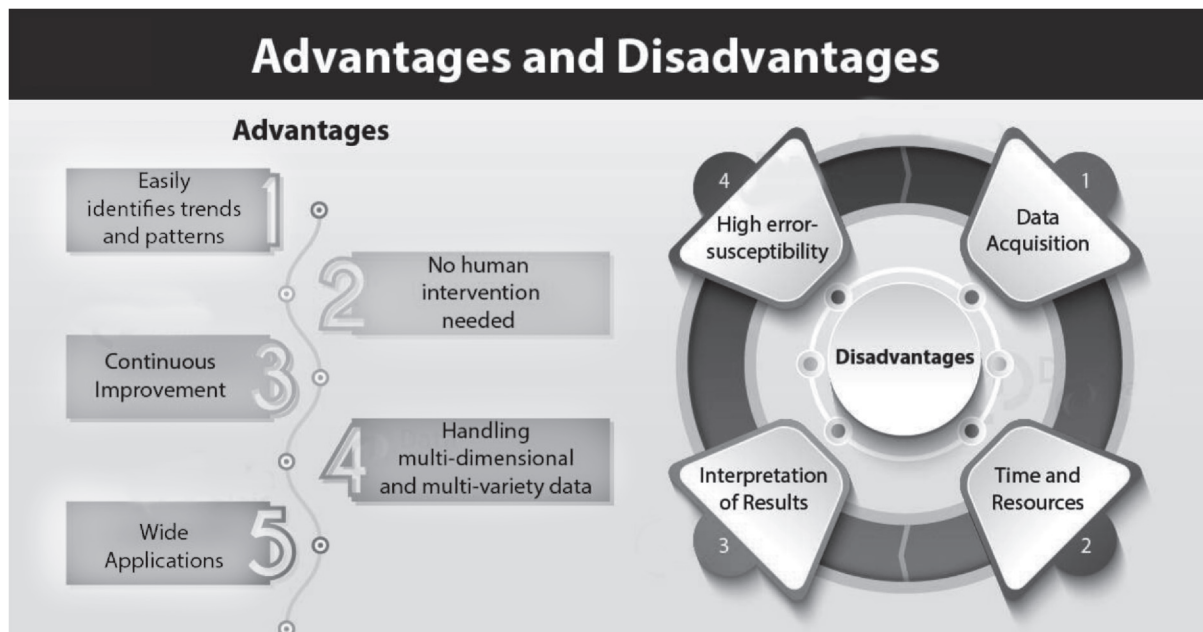 Advantages and Disadvantages
Advantages
1
Easily
identifies trends
and patterns
2
No human
intervention
needed
3
Continuous
Improvement
4
Handling
multi-dimensional
and multi-variety data
5
Wide
Applications
Disadvantages
1
Data
Acquisition
2
Time and
Resources
3
Interpretation
of Results
4
High error-
susceptibility